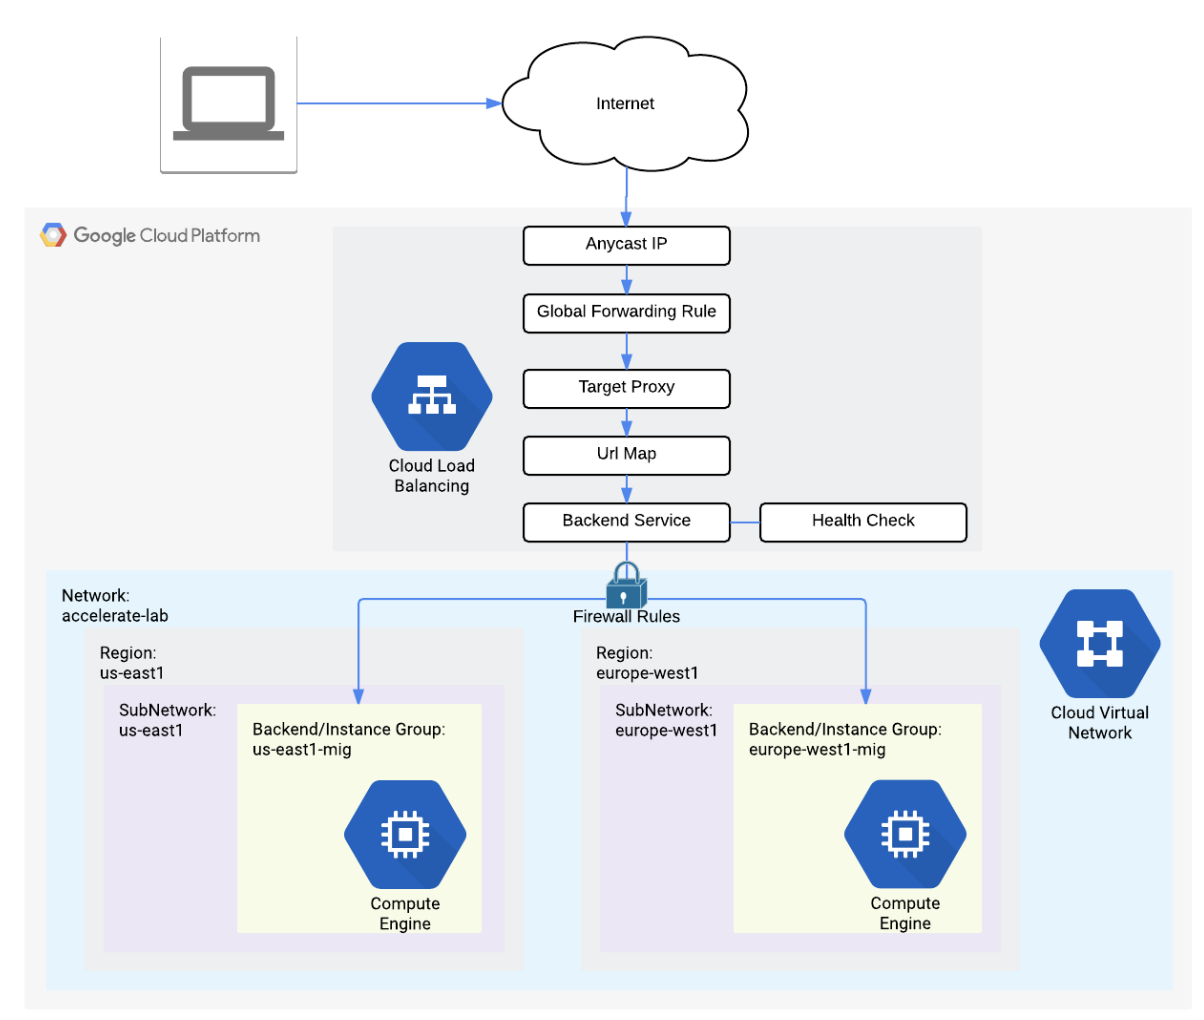 Internet
Google Cloud Platform
Anycast IP
Global Forwarding Rule
Target Proxy
Url Map
Cloud Load
Balancing
Backend Service
Health Check
Network:
accelerate-lab
Firewall Rules
Region:
us-east1
SubNetwork:
us-east1
Backend/Instance Group:
us-east1-mig
Compute
Engine
Region:
europe-west1
SubNetwork:
europe-west1
Backend/Instance Group:
europe-west1-mig
Compute
Engine
Cloud Virtual
Network